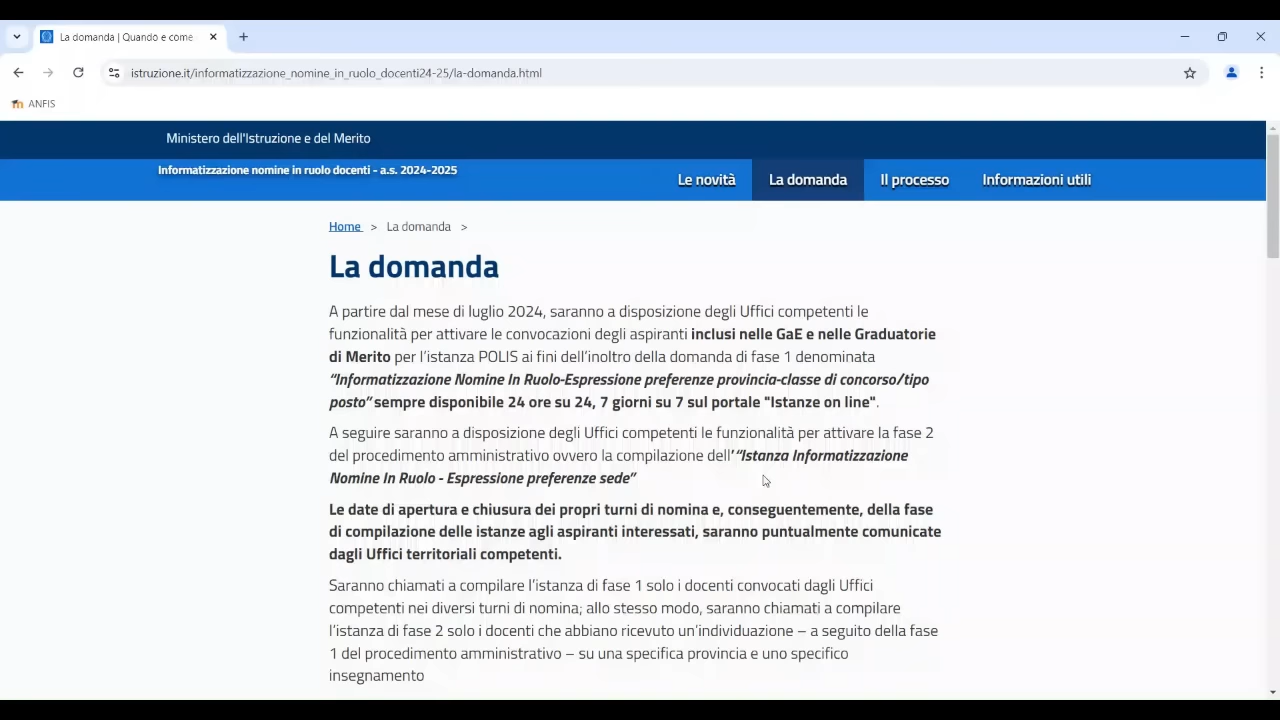 La domanda | Quando e come
istruzione.it/informatizzazione_nomine_in_ruolo_docenti24-25/la-domanda.html
ANFIS
Ministero dell'Istruzione e del Merito
Informatizzazione nomine in ruolo docenti - a.s. 2024-2025
Le novità La domanda Il processo Informazioni utili
Home > La domanda >
La domanda
A partire dal mese di luglio 2024, saranno a disposizione degli Uffici competenti le
funzionalità per attivare le convocazioni degli aspiranti inclusi nelle GaE e nelle Graduatorie
di Merito per l’istanza POLIS ai fini dell’inoltro della domanda di fase 1 denominata
“Informatizzazione Nomine In Ruolo-Espressione preferenze provincia-classe di concorso/tipo
posto” sempre disponibile 24 ore su 24, 7 giorni su 7 sul portale "Istanze on line".
A seguire saranno a disposizione degli Uffici competenti le funzionalità per attivare la fase 2
del procedimento amministrativo ovvero la compilazione dell’“Istanza Informatizzazione
Nomine In Ruolo - Espressione preferenze sede”
Le date di apertura e chiusura dei propri turni di nomina e, conseguentemente, della fase
di compilazione delle istanze agli aspiranti interessati, saranno puntualmente comunicate
dagli Uffici territoriali competenti.
Saranno chiamati a compilare l’istanza di fase 1 solo i docenti convocati dagli Uffici
competenti nei diversi turni di nomina; allo stesso modo, saranno chiamati a compilare
l’istanza di fase 2 solo i docenti che abbiano ricevuto un’individuazione – a seguito della fase
1 del procedimento amministrativo – su una specifica provincia e uno specifico
insegnamento